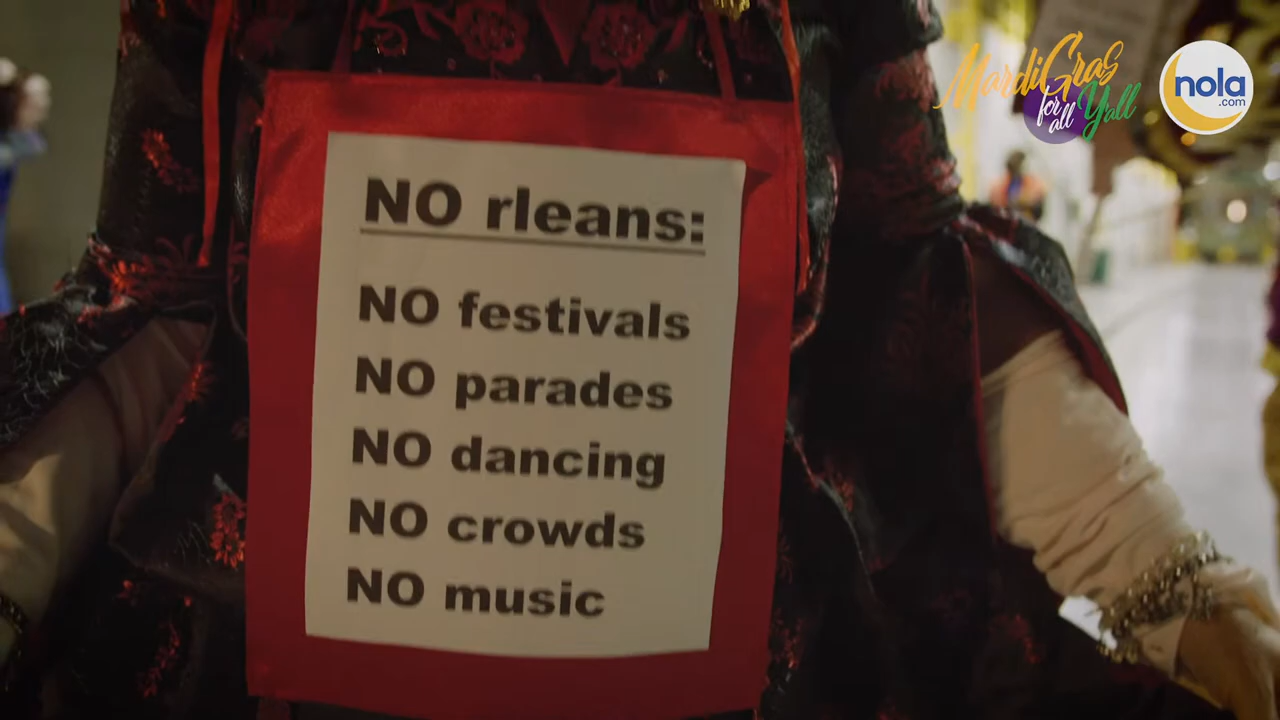 NO rleans:
NO festivals
NO parades
NO dancing
NO crowds
NO music
Mardi Gras
for
all
Y'all
nola
.com